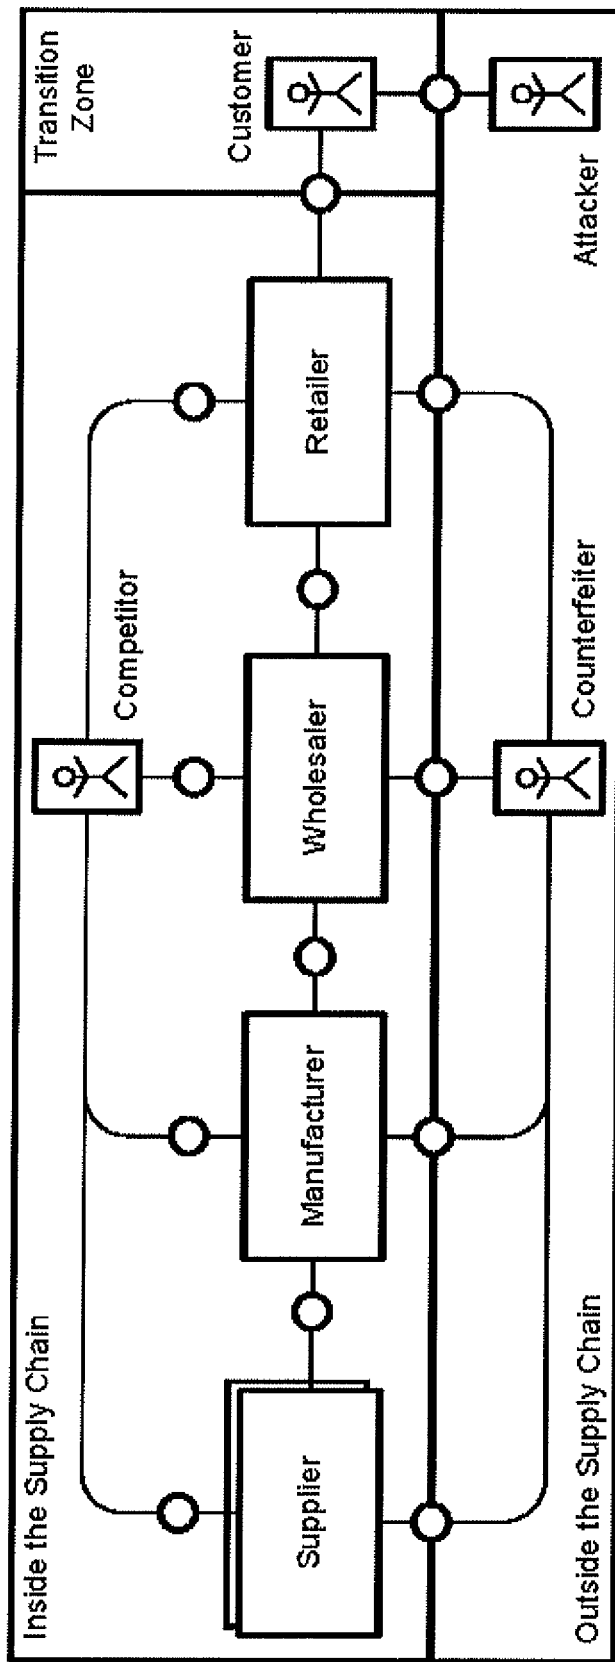 Inside the Supply Chain
Transition
Zone
Competitor
Customer
Supplier
Manufacturer
Wholesaler
Retailer
Outside the Supply Chain
Counterfeiter
Attacker